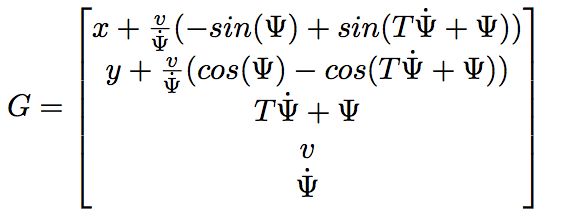 x + v/Ψ̇ (−sin(Ψ) + sin(TΨ̇ + Ψ))
y + v/Ψ̇ (cos(Ψ) − cos(TΨ̇ + Ψ))
G = TΨ̇ + Ψ
v
Ψ̇